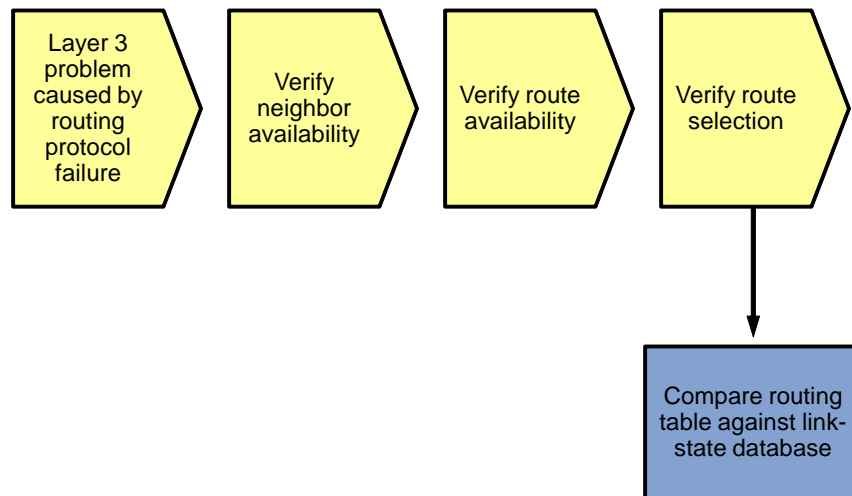 Layer 3
problem
caused by
routing
protocol
failure
Verify
neighbor
availability
Verify route
availability
Verify route
selection
Compare routing
table against link-
state database